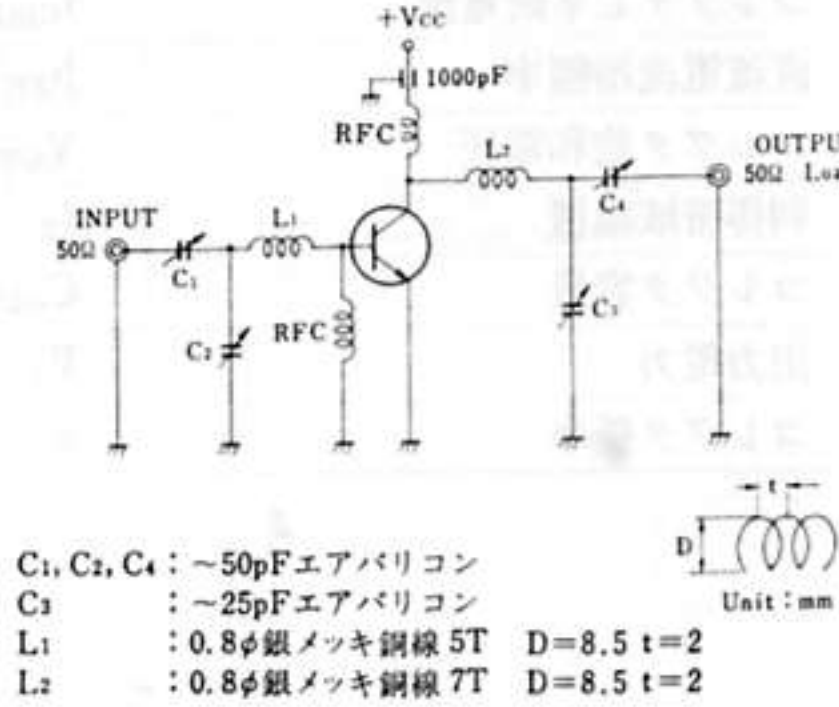 +Vcc
1000pF
RFC
L₂
OUTPU
50Ω Loa
C₄
INPUT
50Ω
L₁
C₁
C₃
C₂
RFC
t
D
Unit : mm
C₁, C₂, C₄ : ~50pFエアバリコン
C₃ : ~25pFエアバリコン
L₁ : 0.8φ銀メッキ銅線 5T D=8.5 t=2
L₂ : 0.8φ銀メッキ銅線 7T D=8.5 t=2